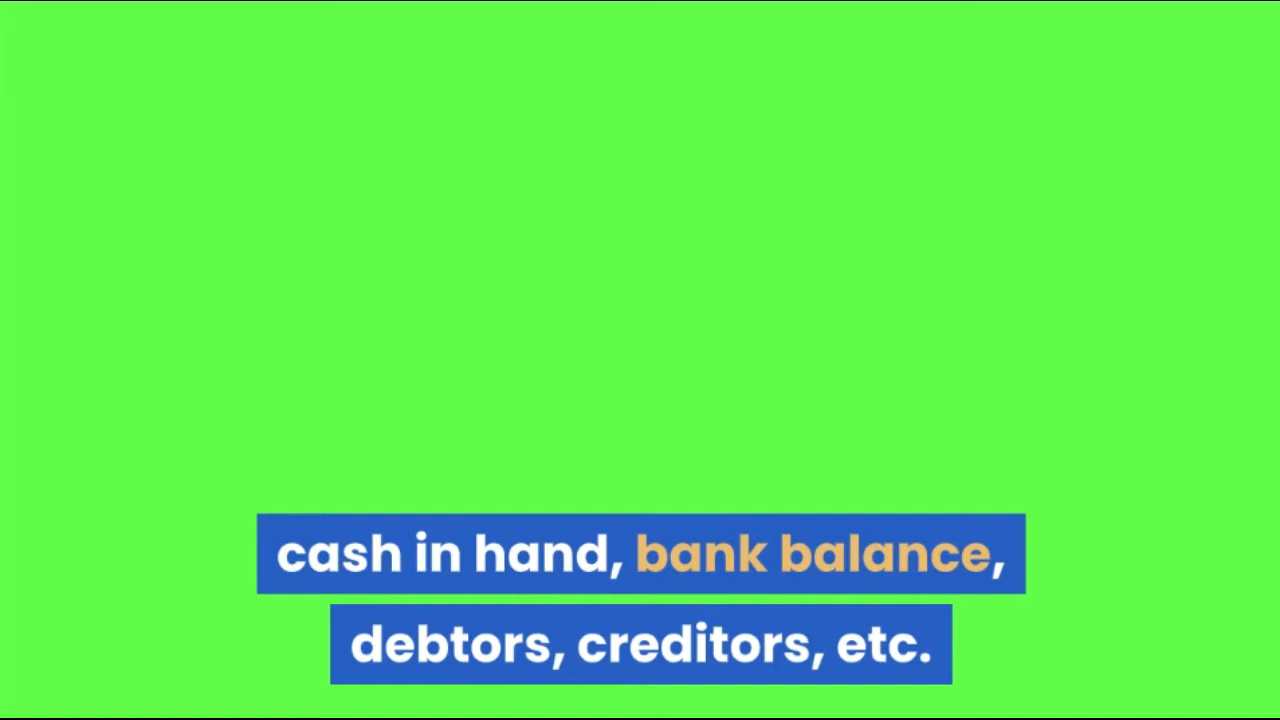 cash in hand, bank balance,
debtors, creditors, etc.